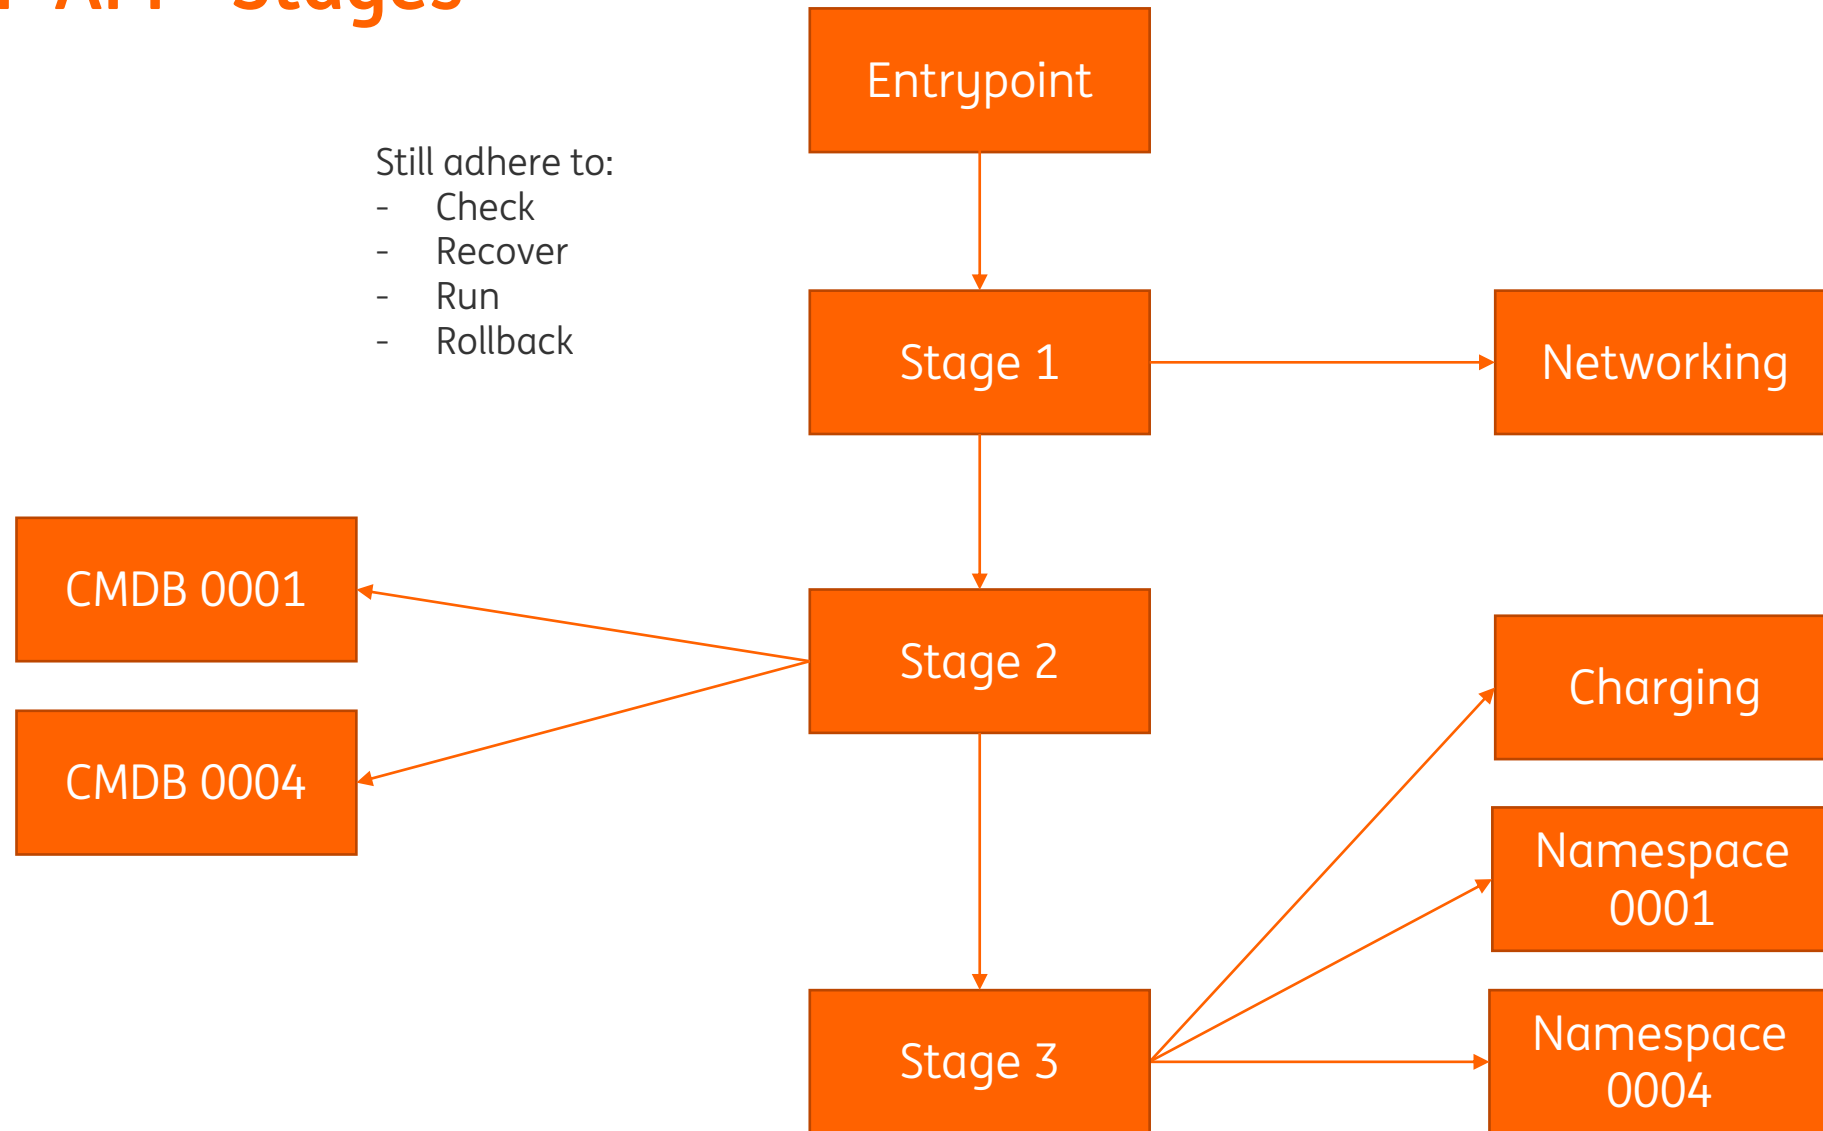 Stages
Entrypoint
Still adhere to:
- Check
- Recover
- Run
- Rollback
Stage 1
Networking
CMDB 0001
Stage 2
Charging
CMDB 0004
Namespace
0001
Stage 3
Namespace
0004